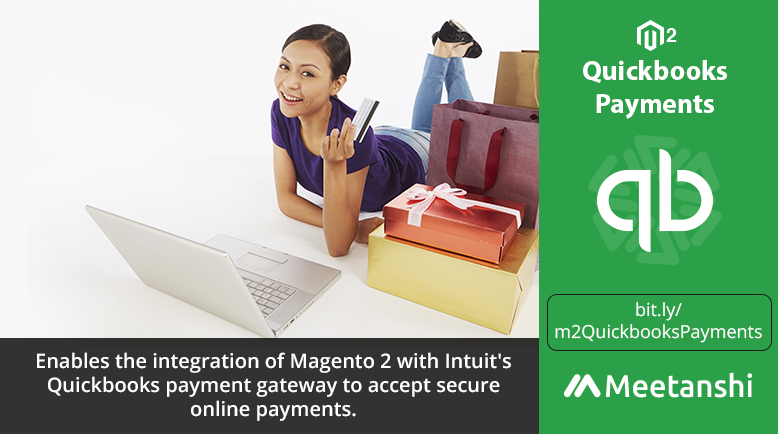 2
Quickbooks
Payments
qb
bit.ly/
m2QuickbooksPayments
Meetanshi
Enables the integration of Magento 2 with Intuit's
Quickbooks payment gateway to accept secure
online payments.